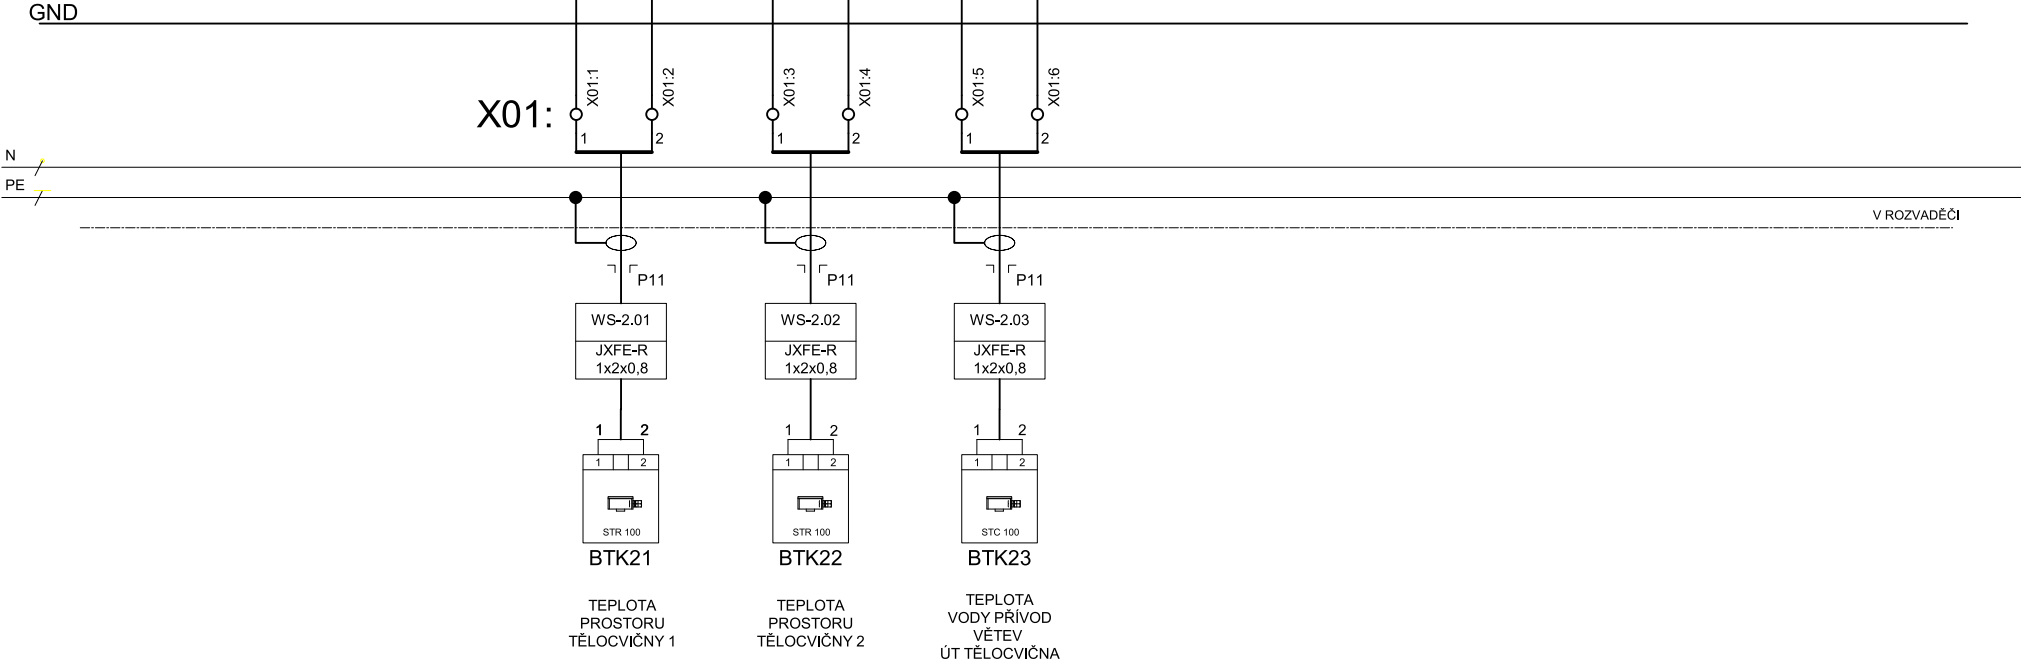 GND
X01:1 X01:2 X01:3 X01:4 X01:5 X01:6
X01:
1 2 1 2 1 2
N
PE
V ROZVADĚČI
P11 P11 P11
WS-2.01 WS-2.02 WS-2.03
JXFE-R JXFE-R JXFE-R
1x2x0,8 1x2x0,8 1x2x0,8
1 2 1 2 1 2
1 2 1 2 1 2
STR 100 STR 100 STC 100
BTK21 BTK22 BTK23
TEPLOTA
PROSTORU
TĚLOCVIČNY 1
TEPLOTA
PROSTORU
TĚLOCVIČNY 2
TEPLOTA
VODY PŘÍVOD
VĚTEV
ÚT TĚLOCVIČNA